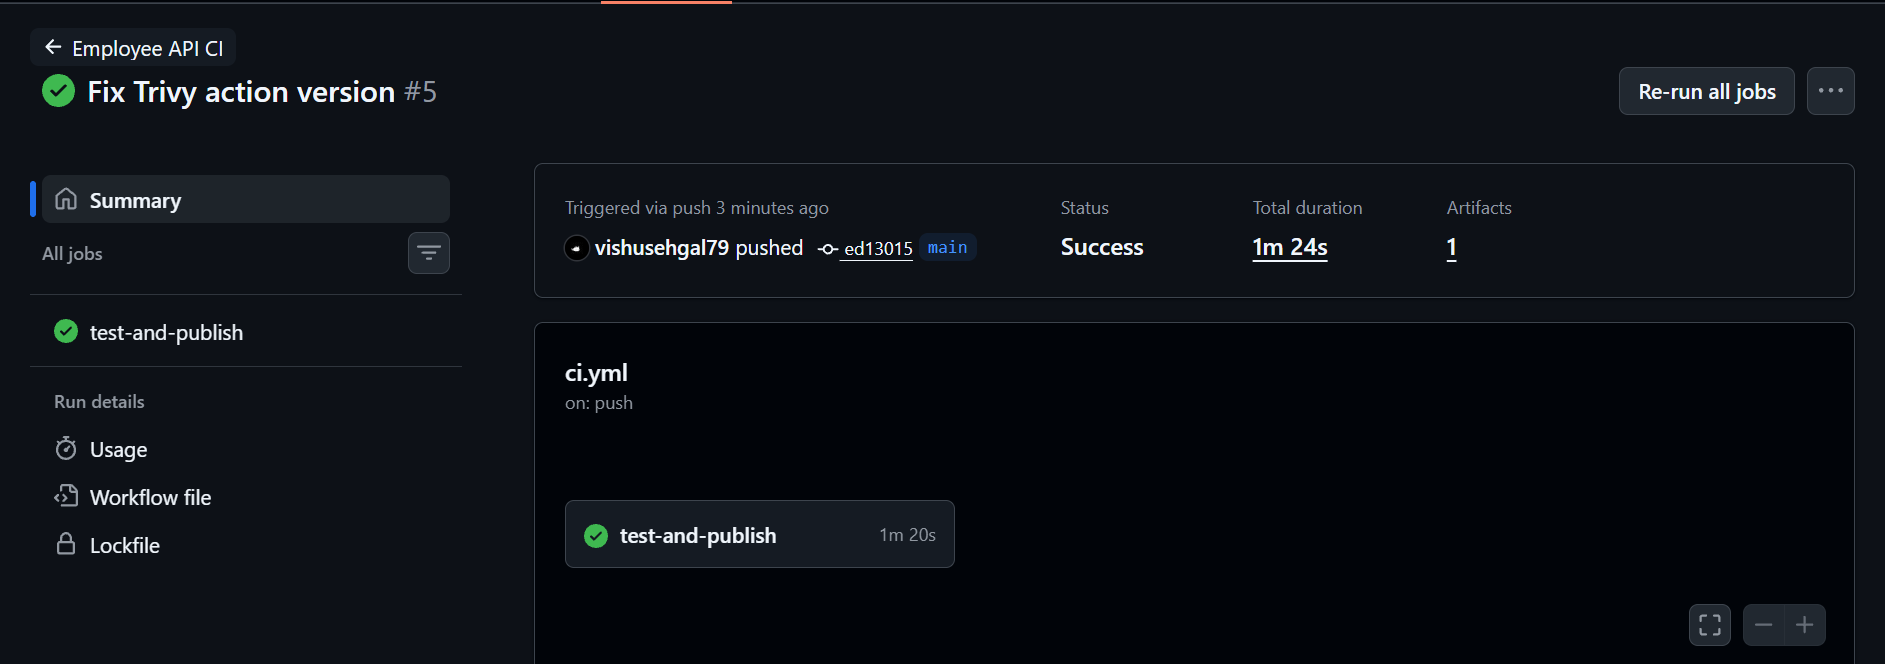 Employee API CI
Fix Trivy action version #5
Re-run all jobs
Summary
All jobs
test-and-publish
Run details
Usage
Workflow file
Lockfile
Triggered via push 3 minutes ago
vishusehgal79 pushed ed13015 main
Status
Success
Total duration
1m 24s
Artifacts
1
ci.yml
on: push
test-and-publish 1m 20s